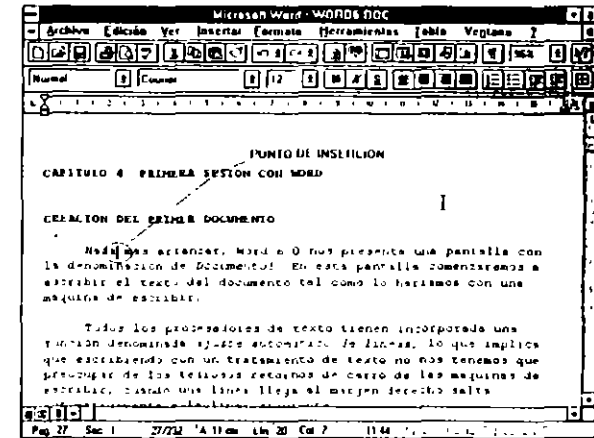 Microsoft Word - WORD6.DOC
Archivo Edición Ver Insertar Formato Herramientas Tabla Ventana ?
Normal Courier 12
PUNTO DE INSERCION
CAPITULO 4 PRIMERA SESION CON WORD
CREACION DEL PRIMER DOCUMENTO
Nada mas arrancar, Word 6.0 nos presenta una pantalla con
la denominación de Documento1. En esta pantalla comenzaremos a
escribir el texto del documento tal como lo haríamos con una
maquina de escribir.
Todos los procesadores de texto tienen incorporada una
función denominada ajuste automático de líneas, lo que implica
que escribiendo con un tratamiento de texto no nos tenemos que
preocupar de los tediosos retornos de carro de las maquinas de
escribir, cuando una línea llega al margen derecho salta
Pág. 27 Sec 1 27/232 A 11 cm Lín 20 Col 7 11:44